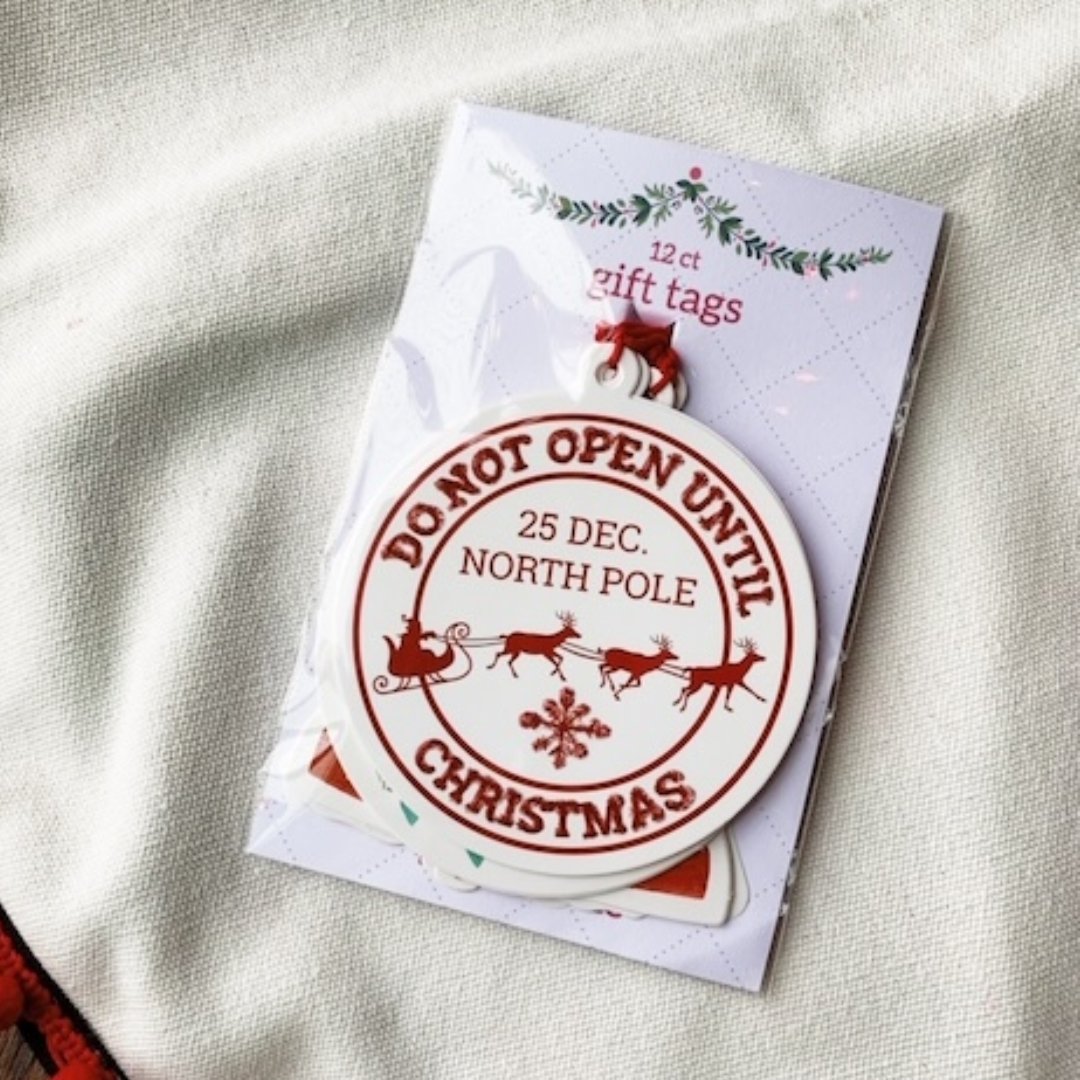 12 ct
gift tags
DO NOT OPEN UNTIL
25 DEC.
NORTH POLE
CHRISTMAS